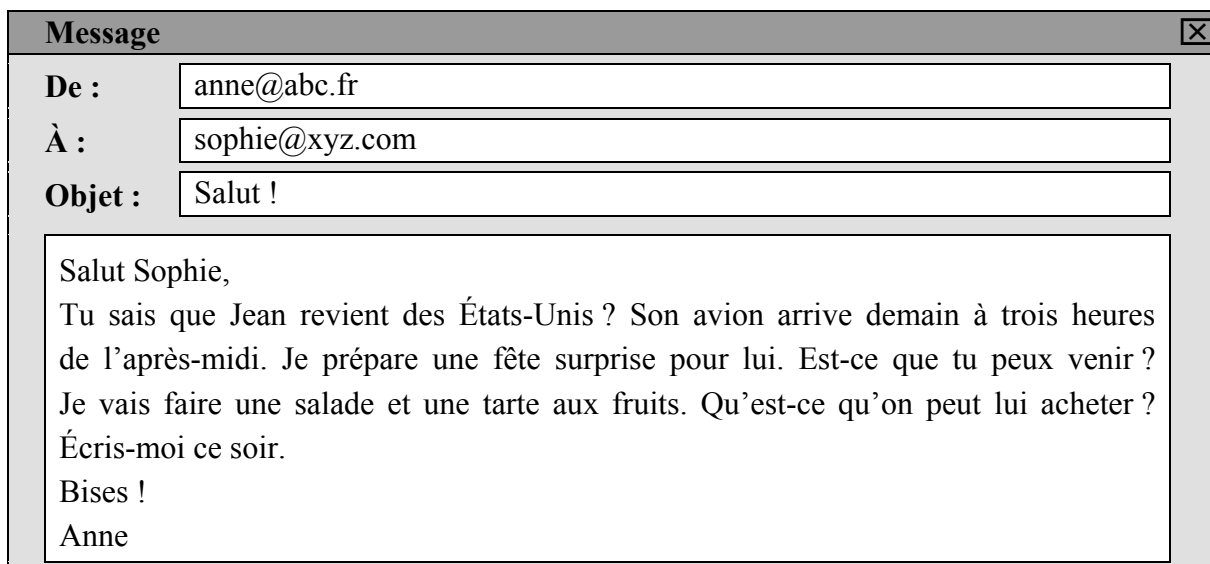 Message
De :
anne@abc.fr
À :
sophie@xyz.com
Objet :
Salut !
Salut Sophie,
Tu sais que Jean revient des États-Unis ? Son avion arrive demain à trois heures
de l’après-midi. Je prépare une fête surprise pour lui. Est-ce que tu peux venir ?
Je vais faire une salade et une tarte aux fruits. Qu’est-ce qu’on peut lui acheter ?
Écris-moi ce soir.
Bises !
Anne